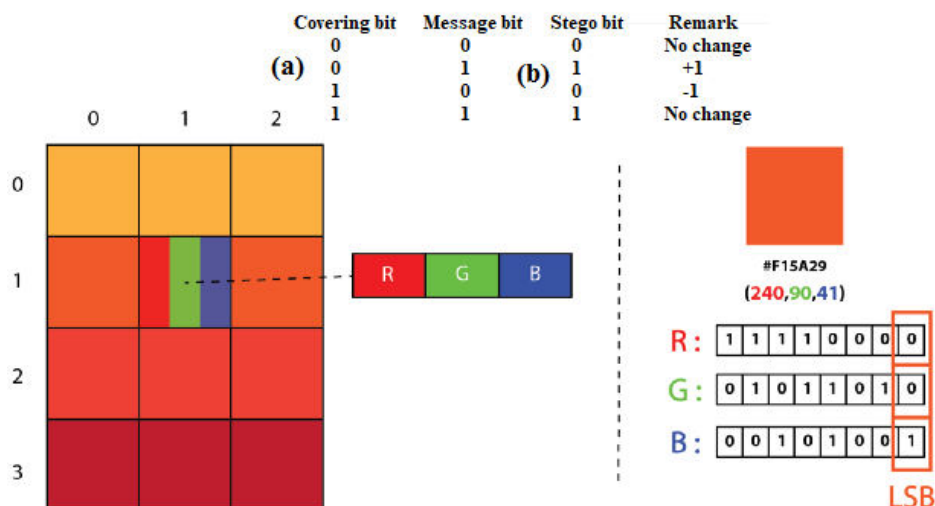 Covering bit Message bit Stego bit Remark
0 0 0 No change
(a) 0 1 (b) 1 +1
1 0 0 -1
1 1 1 No change
0 1 2
0
1
2
3
R G B
#F15A29
(240,90,41)
R: 1 1 1 1 0 0 0 0
G: 0 1 0 1 1 0 1 0
B: 0 0 1 0 1 0 0 1
LSB